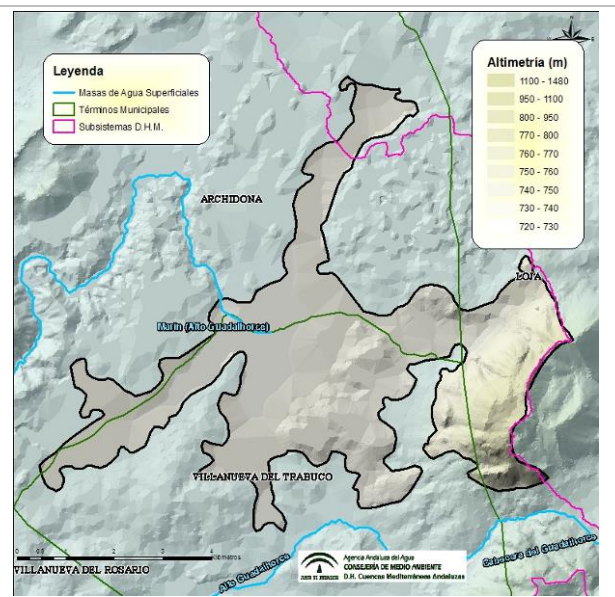 Leyenda
Masas de Agua Superficiales
Términos Municipales
Subsistemas D.H.M.
Altimetría (m)
1100 - 1480
950 - 1100
800 - 950
770 - 800
760 - 770
750 - 760
740 - 750
730 - 740
720 - 730
ARCHIDONA
LOJA
Marín (Alto Guadalhorce)
VILLANUEVA DEL TRABUCO
Alto Guadalhorce
Cabecera del Guadalhorce
VILLANUEVA DEL ROSARIO
Agencia Andaluza del Agua
CONSEJERÍA DE MEDIO AMBIENTE
D.H. Cuencas Mediterráneas Andaluzas